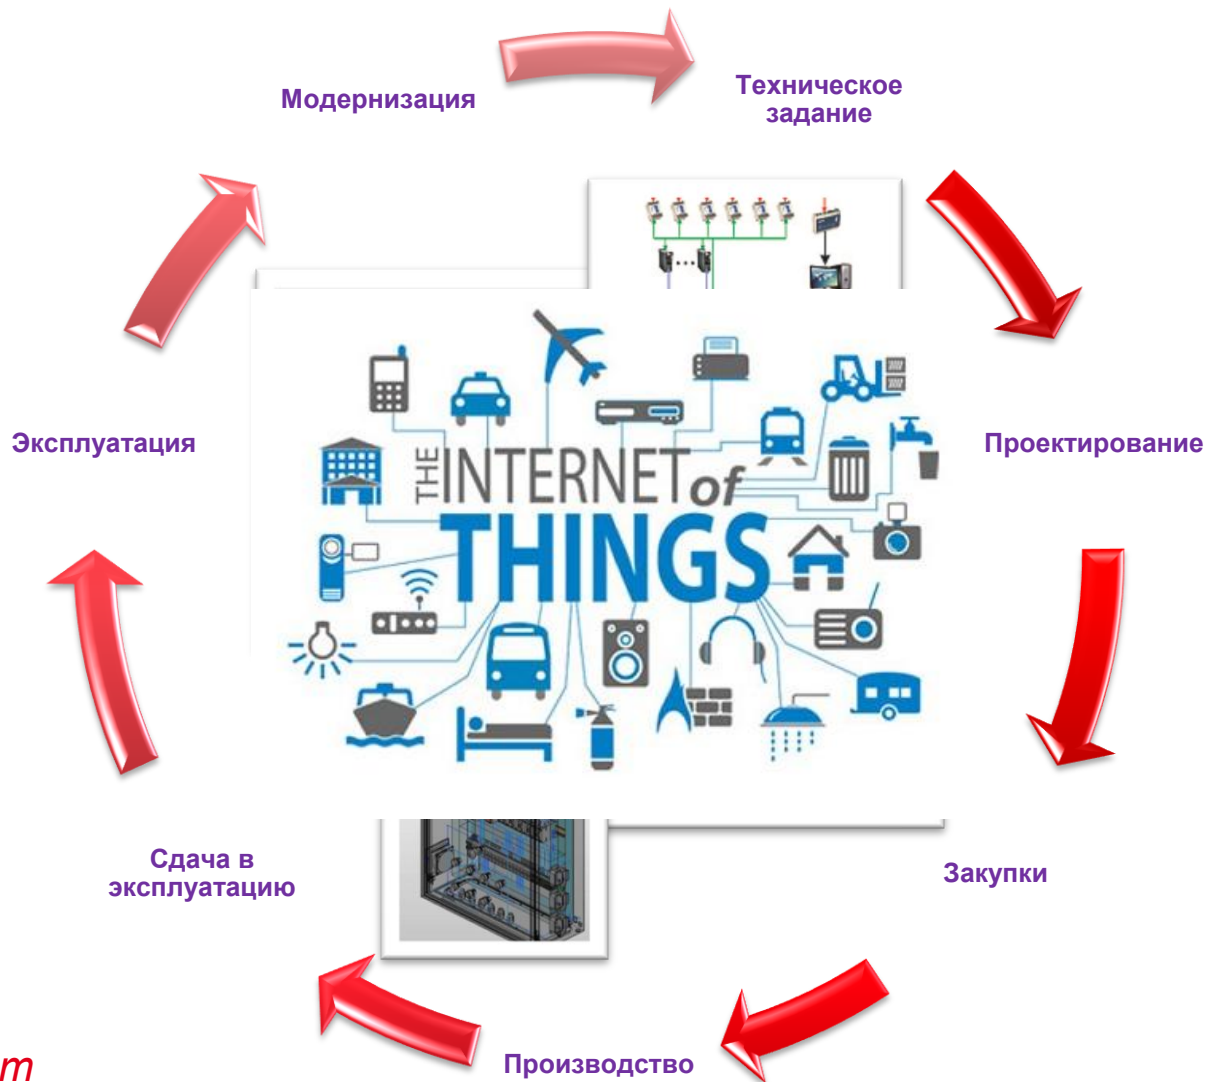 Модернизация
Техническое
задание
Эксплуатация
Проектирование
THE INTERNET of
THINGS
Сдача в
эксплуатацию
Закупки
Производство
m